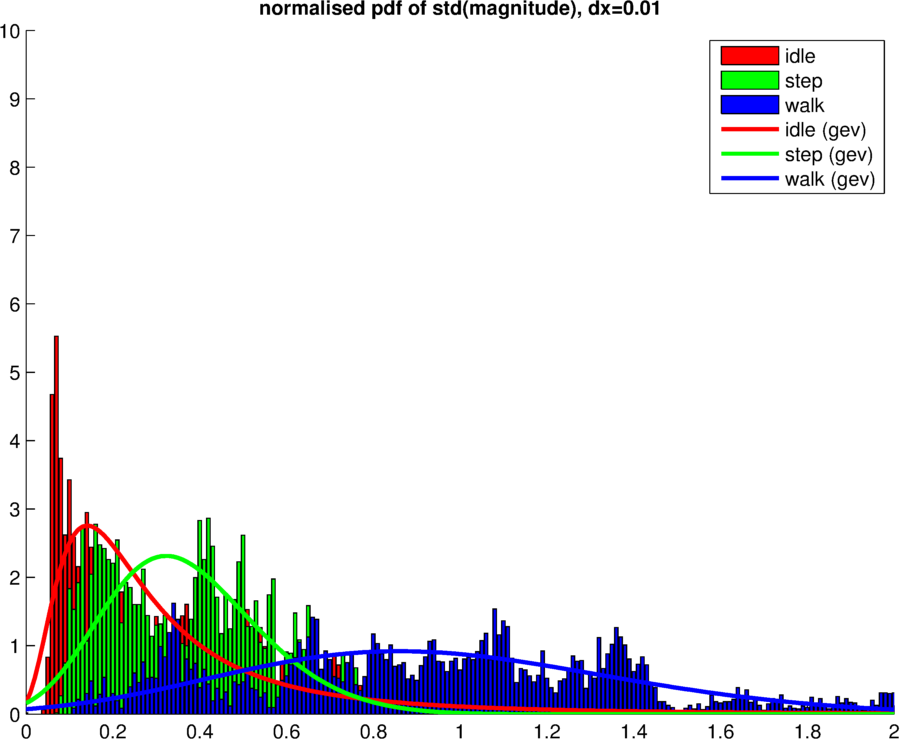 normalised pdf of std(magnitude), dx=0.01
10
9
8
7
6
5
4
3
2
1
0
idle
step
walk
idle (gev)
step (gev)
walk (gev)
0 0.2 0.4 0.6 0.8 1 1.2 1.4 1.6 1.8 2